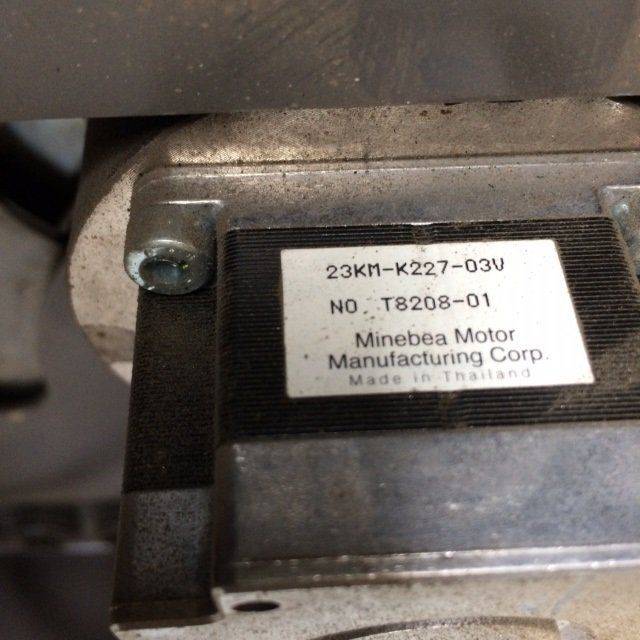 23KM-K227-03V
NO. T8208-01
Minebea Motor
Manufacturing Corp.
Made in Thailand